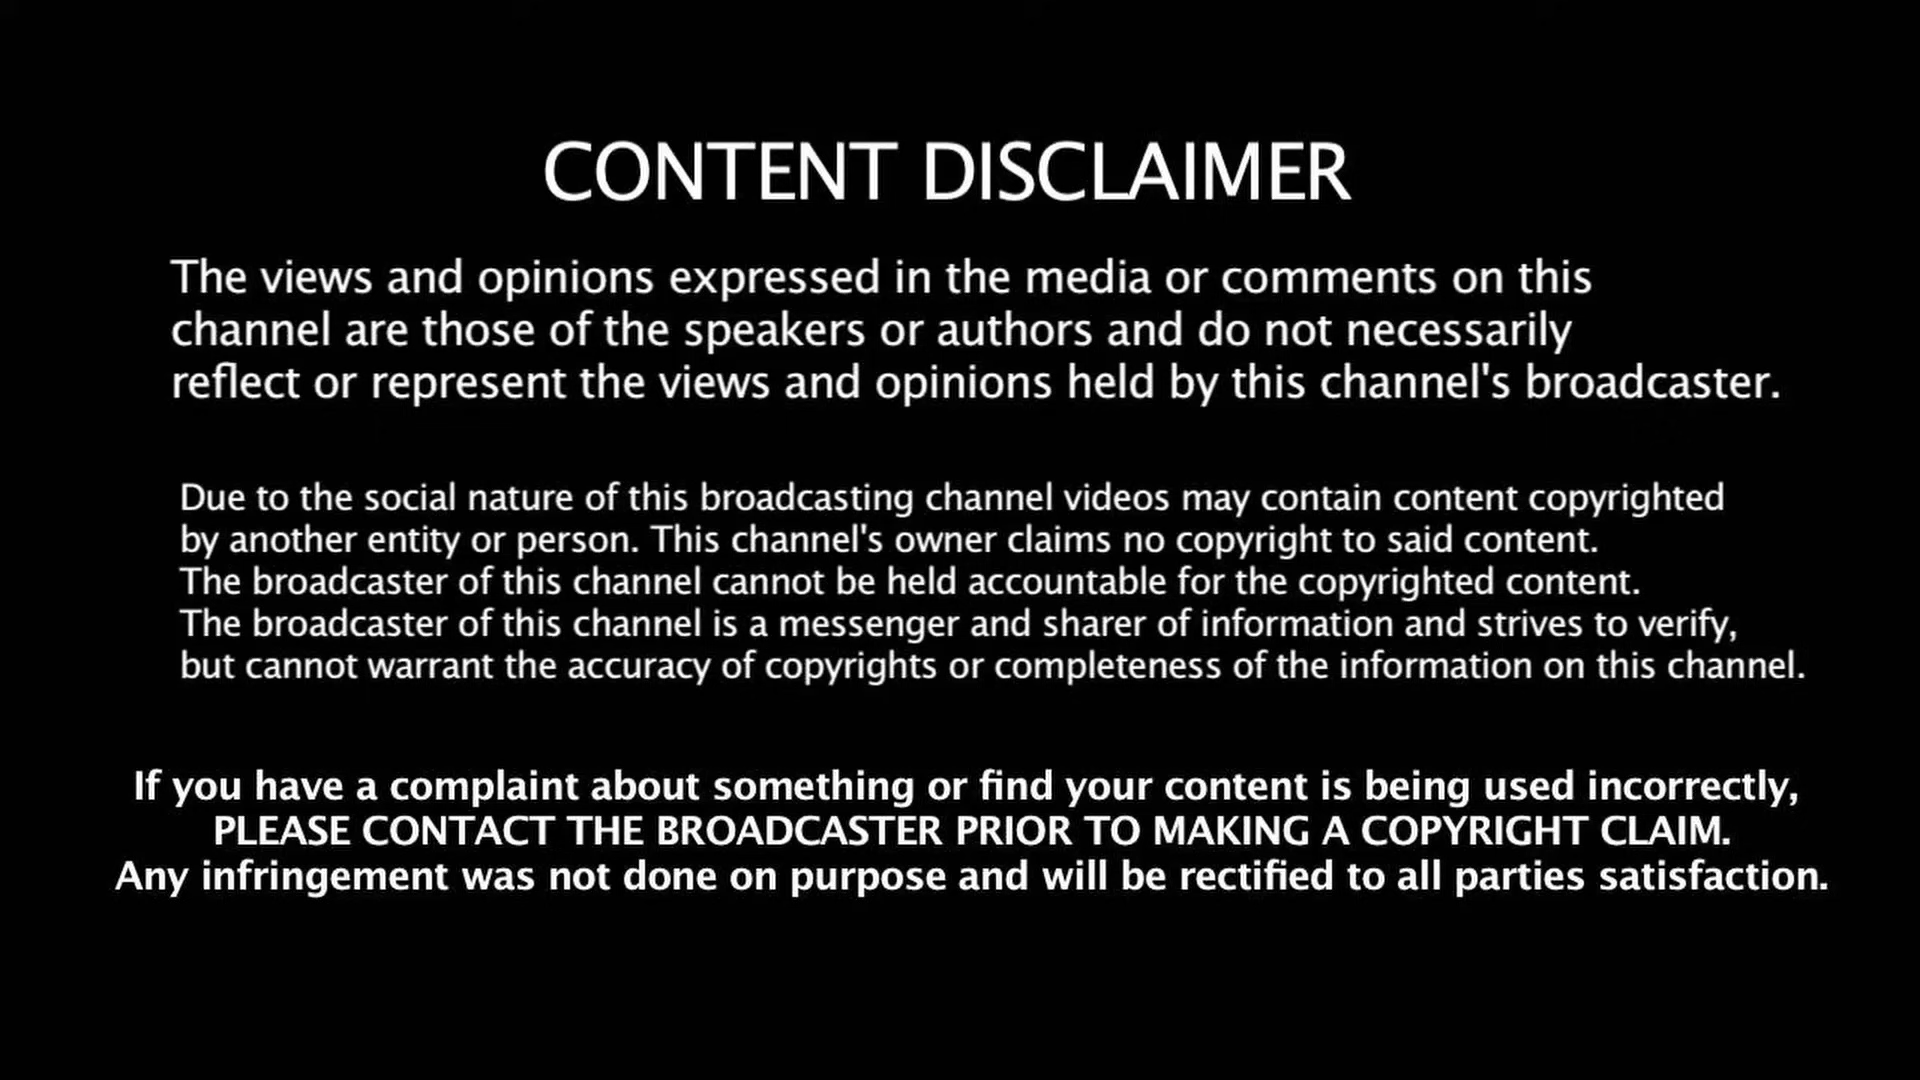 CONTENT DISCLAIMER
The views and opinions expressed in the media or comments on this
channel are those of the speakers or authors and do not necessarily
reflect or represent the views and opinions held by this channel's broadcaster.
Due to the social nature of this broadcasting channel videos may contain content copyrighted
by another entity or person. This channel's owner claims no copyright to said content.
The broadcaster of this channel cannot be held accountable for the copyrighted content.
The broadcaster of this channel is a messenger and sharer of information and strives to verify,
but cannot warrant the accuracy of copyrights or completeness of the information on this channel.
If you have a complaint about something or find your content is being used incorrectly,
PLEASE CONTACT THE BROADCASTER PRIOR TO MAKING A COPYRIGHT CLAIM.
Any infringement was not done on purpose and will be rectified to all parties satisfaction.